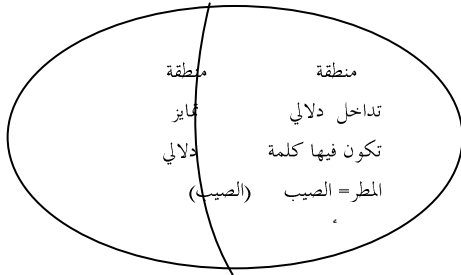 منطقة منطقة
تداخل دلالي تمايز
تكون فيها كلمة دلالي
المطر= الصيب (الصيب)